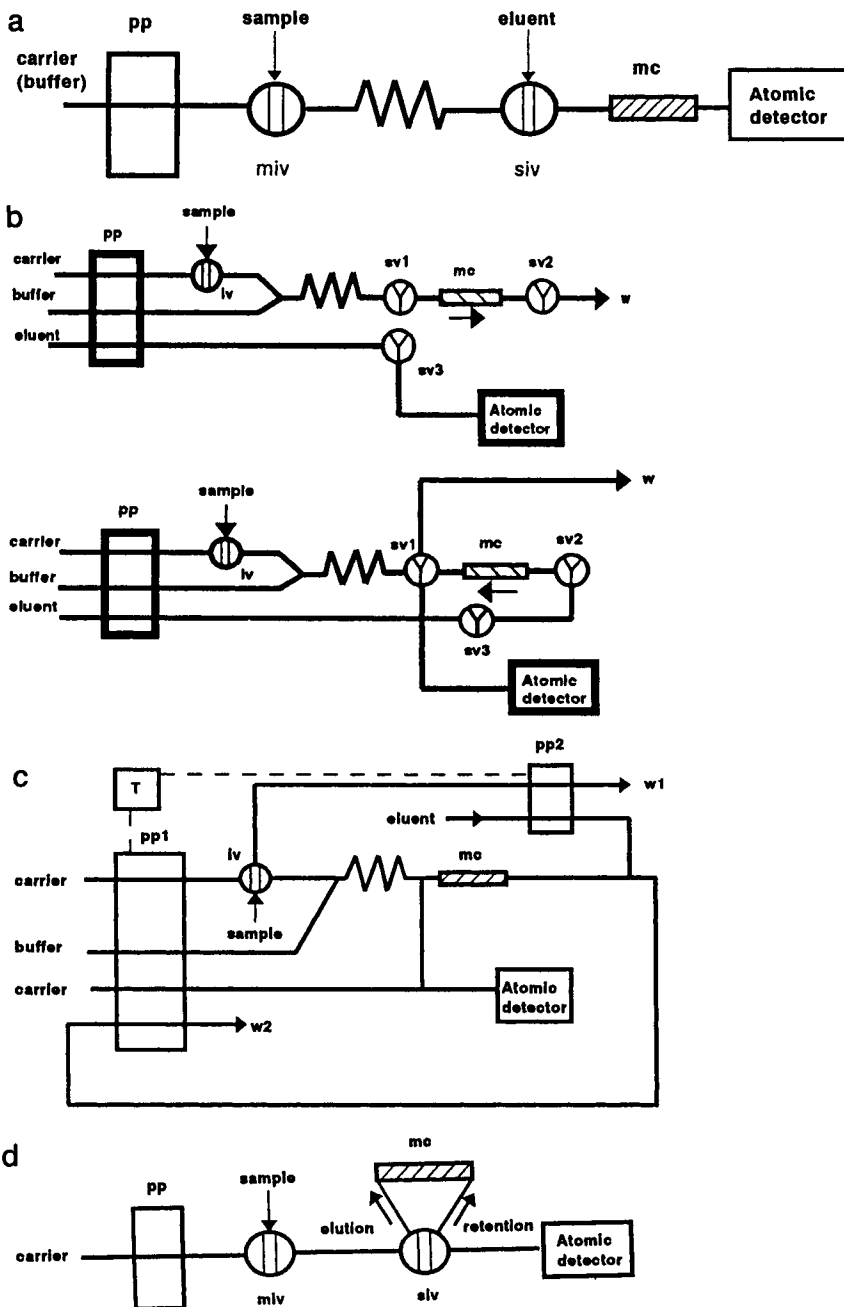 a
pp
sample
eluent
carrier
(buffer)
mc
Atomic
detector
miv
siv
b
sample
pp
carrier
iv
buffer
eluent
sv1
mc
sv2
w
sv3
Atomic
detector
sample
w
pp
carrier
iv
buffer
eluent
sv1
mc
sv2
sv3
Atomic
detector
c
pp2
T
w1
eluent
pp1
iv
mc
carrier
sample
buffer
carrier
Atomic
detector
w2
d
mc
pp
sample
elution
retention
carrier
Atomic
detector
miv
siv